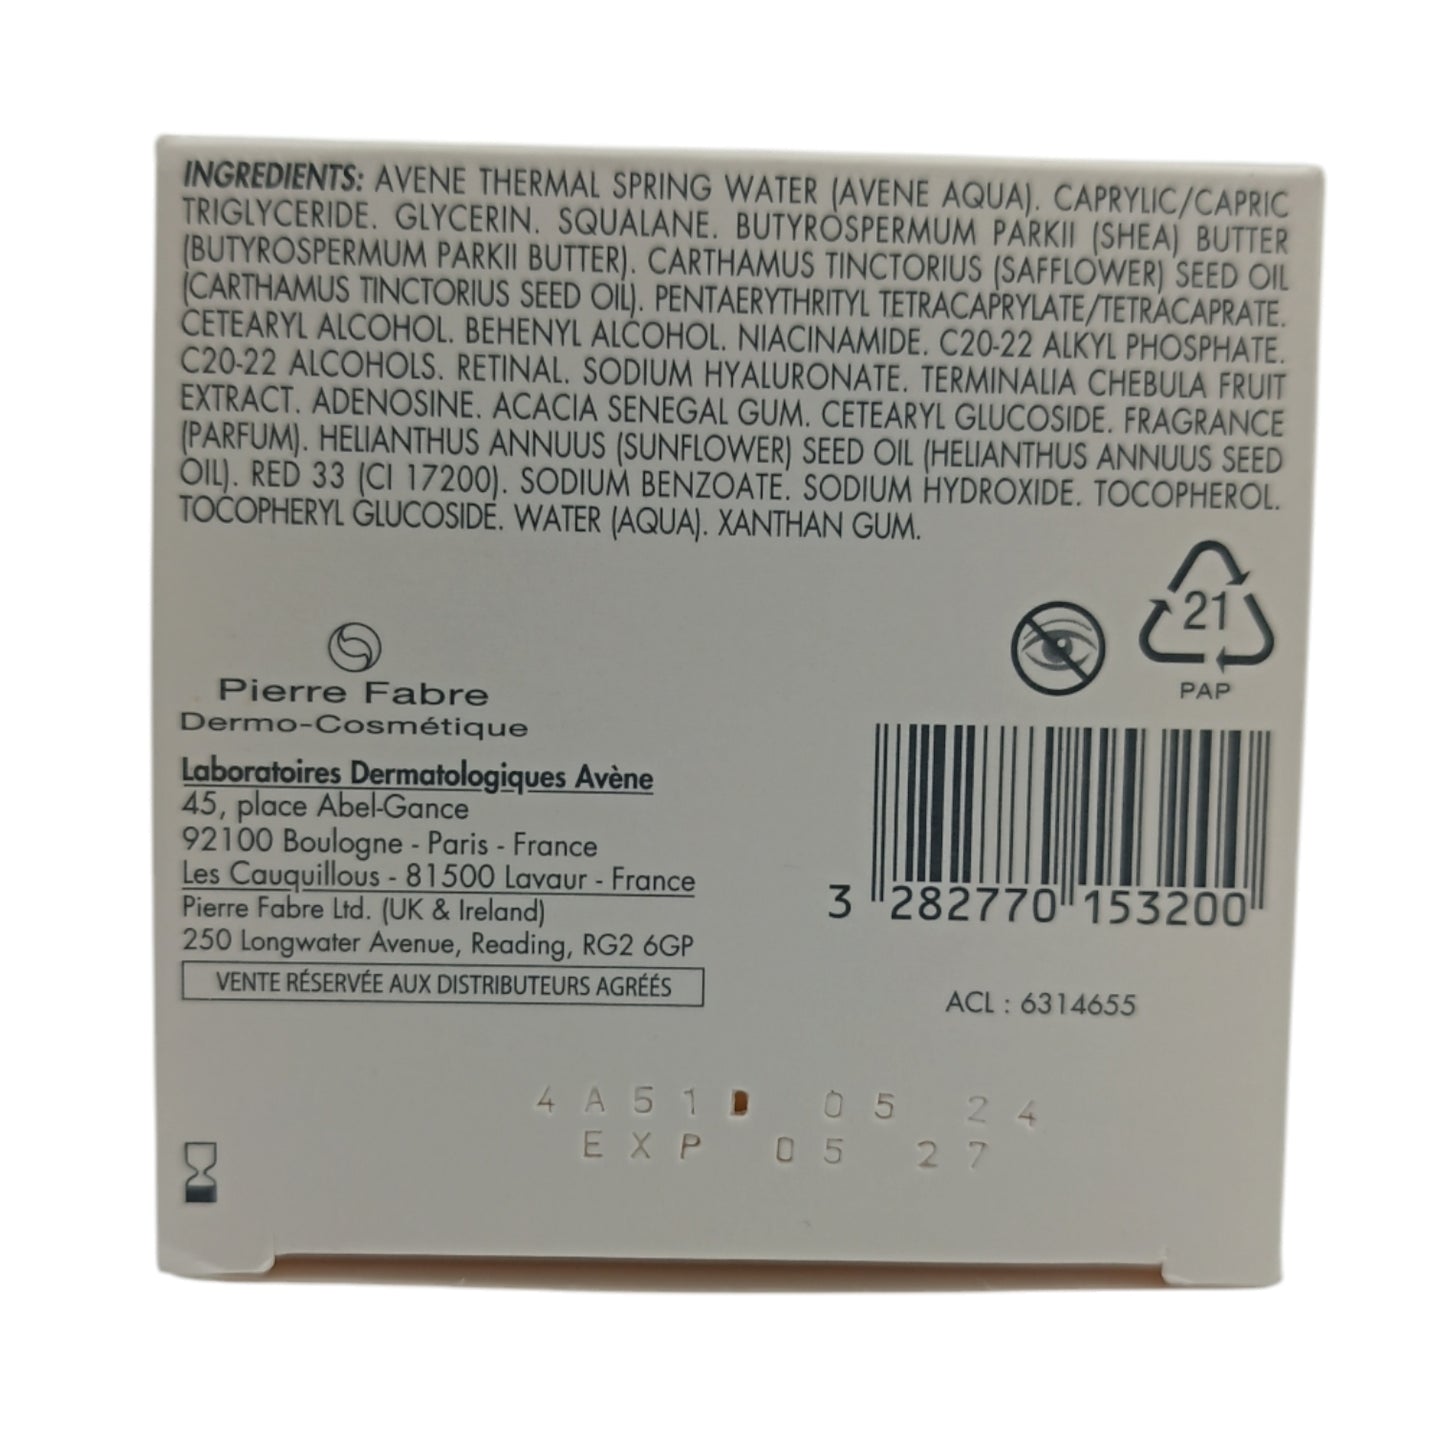 INGREDIENTS: AVENE THERMAL SPRING WATER (AVENE AQUA). CAPRYLIC/CAPRIC
TRIGLYCERIDE. GLYCERIN. SQUALANE. BUTYROSPERMUM PARKII (SHEA) BUTTER
(BUTYROSPERMUM PARKII BUTTER). CARTHAMUS TINCTORIUS (SAFFLOWER) SEED OIL
(CARTHAMUS TINCTORIUS SEED OIL). PENTAERYTHRITYL TETRACAPRYLATE/TETRACAPRATE.
CETEARYL ALCOHOL. BEHENYL ALCOHOL. NIACINAMIDE. C20-22 ALKYL PHOSPHATE.
C20-22 ALCOHOLS. RETINAL. SODIUM HYALURONATE. TERMINALIA CHEBULA FRUIT
EXTRACT. ADENOSINE. ACACIA SENEGAL GUM. CETEARYL GLUCOSIDE. FRAGRANCE
(PARFUM). HELIANTHUS ANNUUS (SUNFLOWER) SEED OIL (HELIANTHUS ANNUUS SEED
OIL). RED 33 (CI 17200). SODIUM BENZOATE. SODIUM HYDROXIDE. TOCOPHEROL.
TOCOPHERYL GLUCOSIDE. WATER (AQUA). XANTHAN GUM.
21
PAP
Pierre Fabre
Dermo-Cosmétique
Laboratoires Dermatologiques Avène
45, place Abel-Gance
92100 Boulogne - Paris - France
Les Cauquillous - 81500 Lavaur - France
Pierre Fabre Ltd. (UK & Ireland)
250 Longwater Avenue, Reading, RG2 6GP
VENTE RÉSERVÉE AUX DISTRIBUTEURS AGRÉÉS
3 282770 153200
ACL : 6314655
4A51D 05 24
EXP 05 27